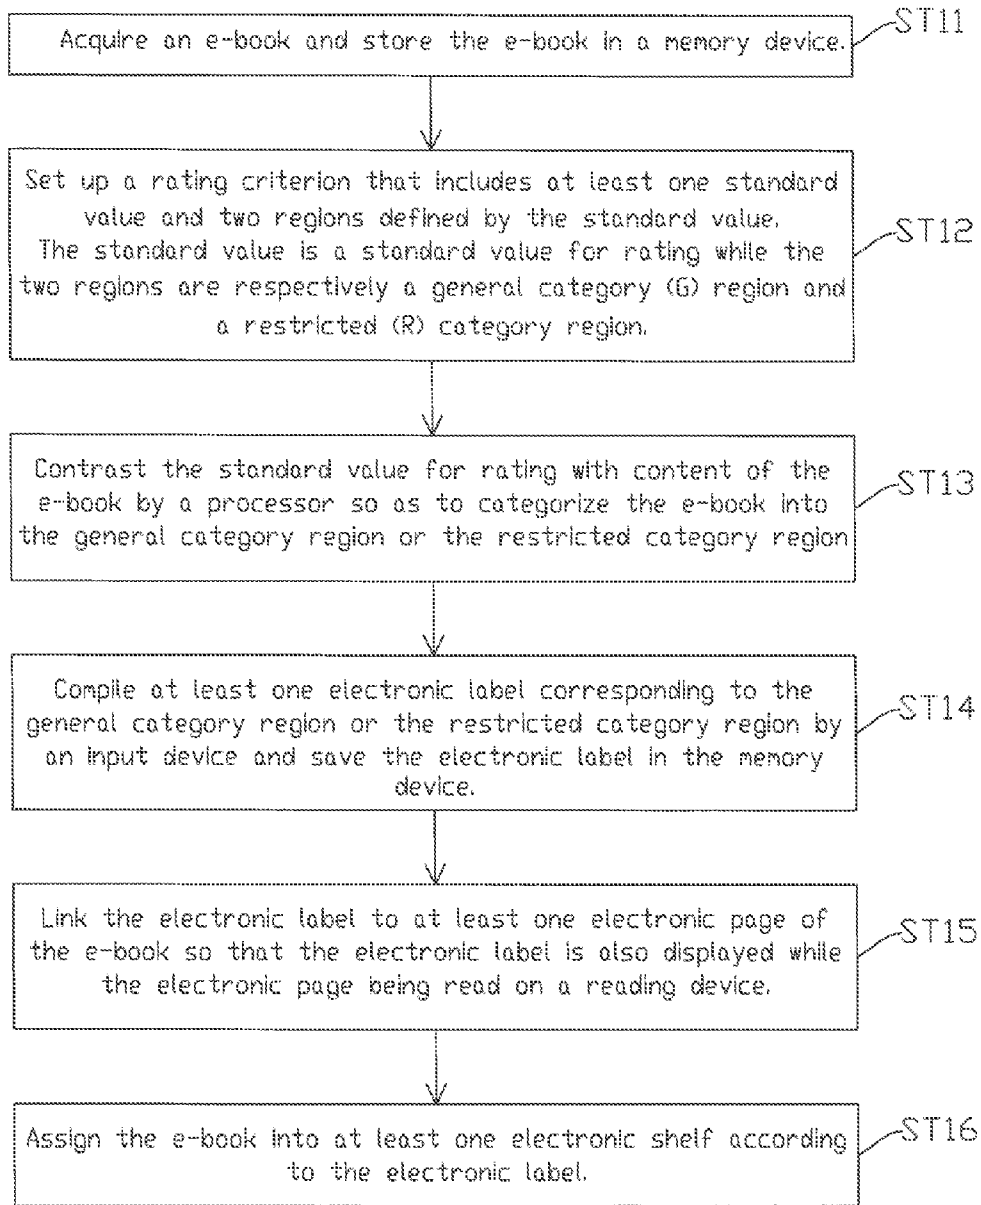 Acquire an e-book and store the e-book in a memory device.
ST11
Set up a rating criterion that includes at least one standard
value and two regions defined by the standard value.
The standard value is a standard value for rating while the
two regions are respectively a general category (G) region and
a restricted (R) category region.
ST12
Contrast the standard value for rating with content of the
e-book by a processor so as to categorize the e-book into
the general category region or the restricted category region
ST13
Compile at least one electronic label corresponding to the
general category region or the restricted category region by
an input device and save the electronic label in the memory
device.
ST14
Link the electronic label to at least one electronic page of
the e-book so that the electronic label is also displayed while
the electronic page being read on a reading device.
ST15
Assign the e-book into at least one electronic shelf according
to the electronic label.
ST16